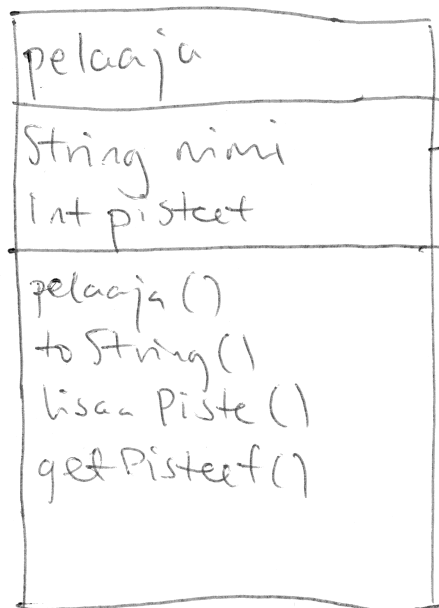 pelaaja
String nimi
Int pisteet
pelaaja()
toString()
lisaa Piste()
getPisteet()